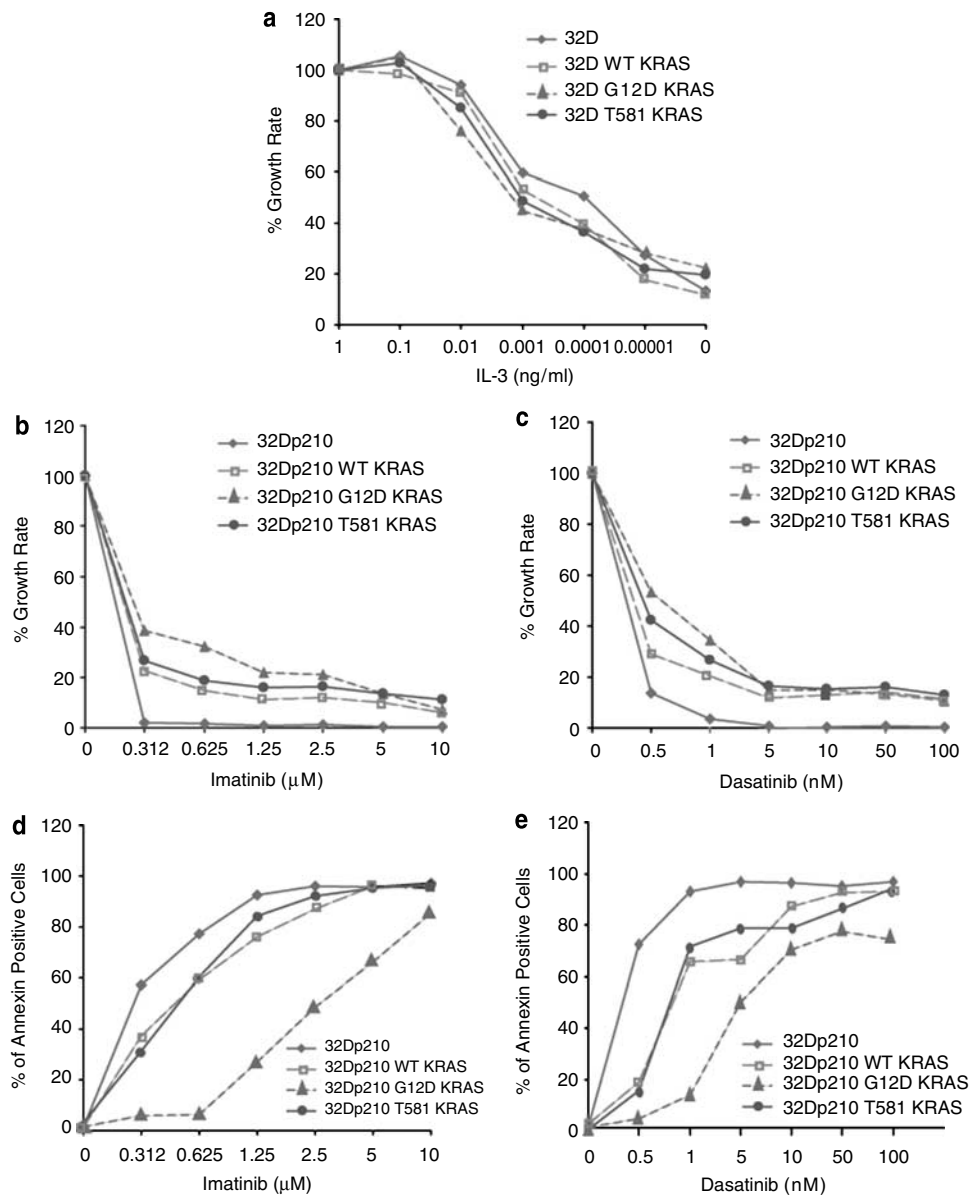 a
120
100
80
60
40
20
0
% Growth Rate
32D
32D WT KRAS
32D G12D KRAS
32D T581 KRAS
1 0.1 0.01 0.001 0.0001 0.00001 0
IL-3 (ng/ml)
b
120
100
80
60
40
20
0
% Growth Rate
32Dp210
32Dp210 WT KRAS
32Dp210 G12D KRAS
32Dp210 T581 KRAS
0 0.312 0.625 1.25 2.5 5 10
Imatinib (μM)
c
120
100
80
60
40
20
0
% Growth Rate
32Dp210
32Dp210 WT KRAS
32Dp210 G12D KRAS
32Dp210 T581 KRAS
0 0.5 1 5 10 50 100
Dasatinib (nM)
d
120
100
80
60
40
20
0
% of Annexin Positive Cells
32Dp210
32Dp210 WT KRAS
32Dp210 G12D KRAS
32Dp210 T581 KRAS
0 0.312 0.625 1.25 2.5 5 10
Imatinib (μM)
e
120
100
80
60
40
20
0
% of Annexin Positive Cells
32Dp210
32Dp210 WT KRAS
32Dp210 G12D KRAS
32Dp210 T581 KRAS
0 0.5 1 5 10 50 100
Dasatinib (nM)